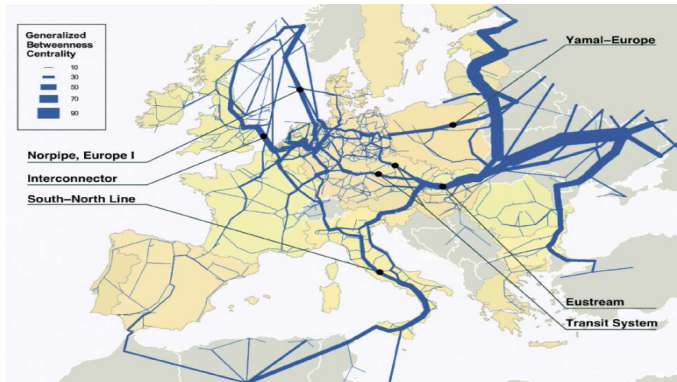 Generalized
Betweenness
Centrality
10
30
50
70
90
Yamal–Europe
Norpipe, Europe I
Interconnector
South–North Line
Eustream
Transit System